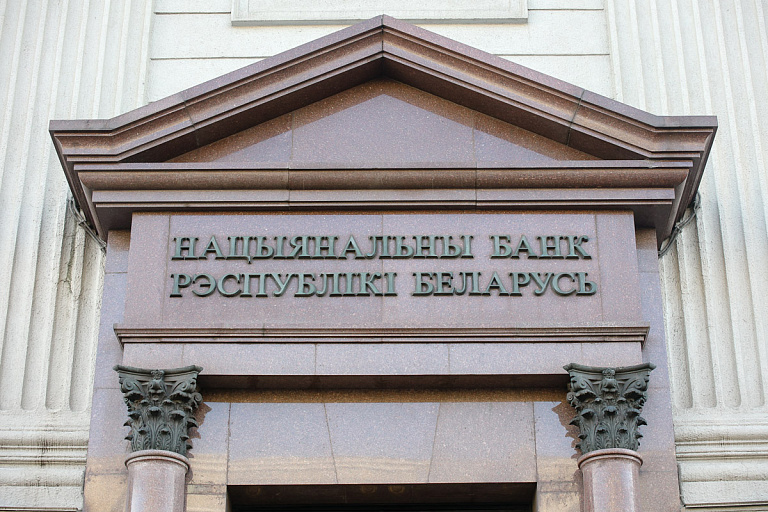 НАЦЫЯНАЛЬНЫ БАНК
РЭСПУБЛІКІ БЕЛАРУСЬ